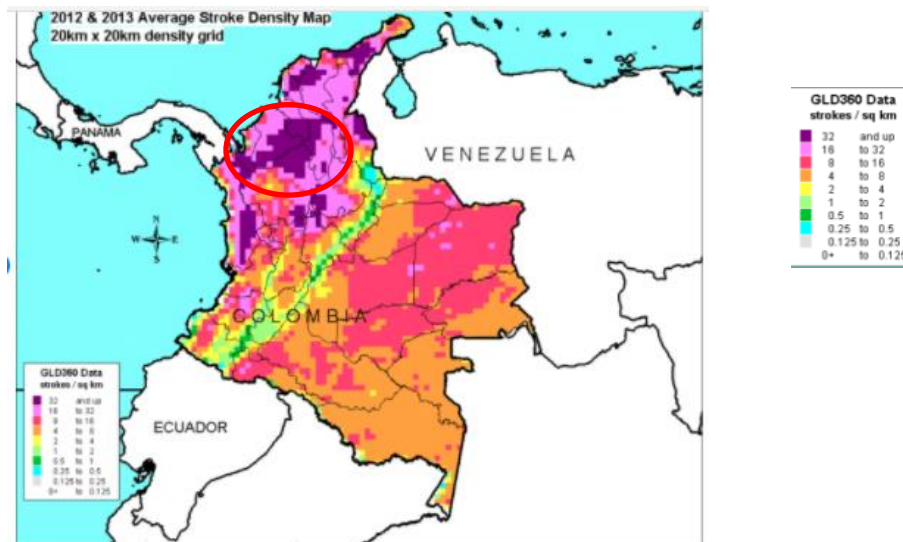 2012 & 2013 Average Stroke Density Map
20km x 20km density grid
PANAMA
VENEZUELA
N
W E
S
COLOMBIA
ECUADOR
GLD360 Data
strokes / sq km
32 and up
16 to 32
8 to 16
4 to 8
2 to 4
1 to 2
0.5 to 1
0.25 to 0.5
0.125 to 0.25
0+ to 0.125
GLD360 Data
strokes / sq km
32 and up
16 to 32
8 to 16
4 to 8
2 to 4
1 to 2
0.5 to 1
0.25 to 0.5
0.125 to 0.25
0+ to 0.125